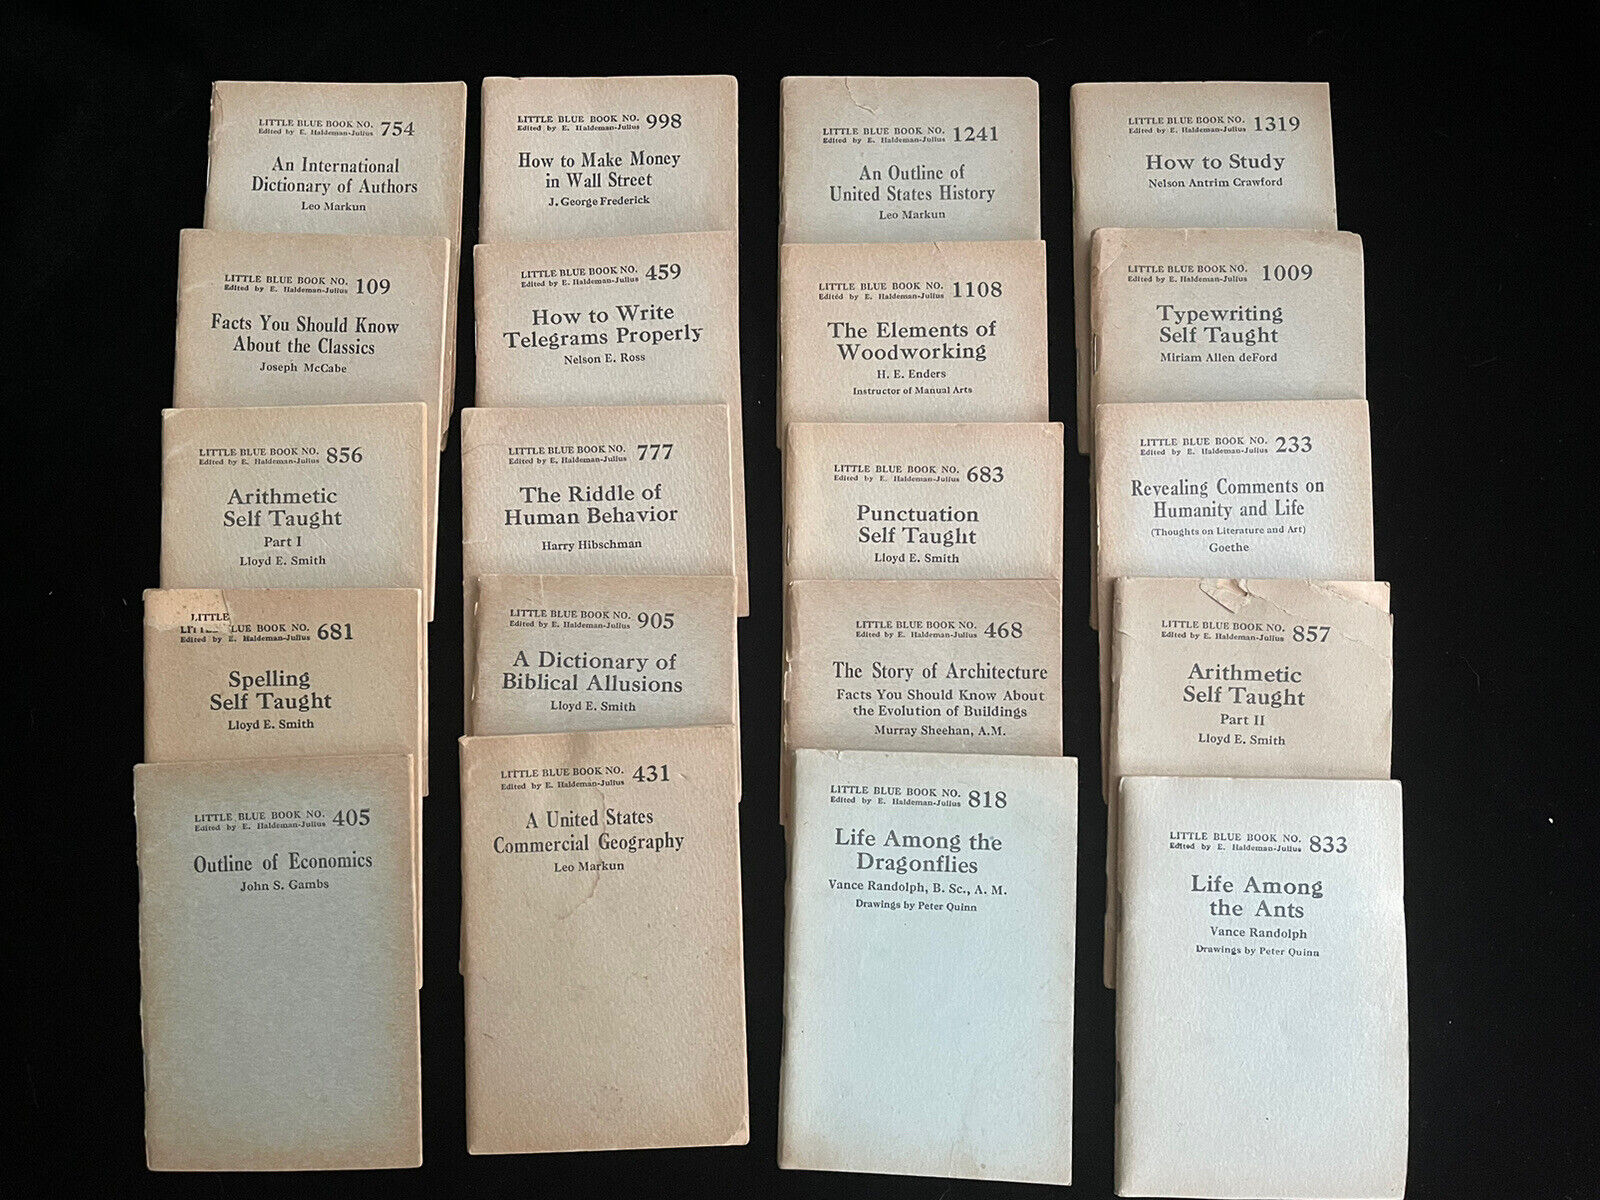 LITTLE BLUE BOOK NO. 754
Edited by E. Haldeman-Julius
An International
Dictionary of Authors
Leo Markun
LITTLE BLUE BOOK NO. 109
Edited by E. Haldeman-Julius
Facts You Should Know
About the Classics
Joseph McCabe
LITTLE BLUE BOOK NO. 856
Edited by E. Haldeman-Julius
Arithmetic
Self Taught
Part I
Lloyd E. Smith
LITTLE
BLUE BOOK NO. 681
Edited by E. Haldeman-Julius
Spelling
Self Taught
Lloyd E. Smith
LITTLE BLUE BOOK NO. 405
Edited by E. Haldeman-Julius
Outline of Economics
John S. Gambs
LITTLE BLUE BOOK NO. 998
Edited by E. Haldeman-Julius
How to Make Money
in Wall Street
J. George Frederick
LITTLE BLUE BOOK NO. 459
Edited by E. Haldeman-Julius
How to Write
Telegrams Properly
Nelson E. Ross
LITTLE BLUE BOOK NO. 777
Edited by E. Haldeman-Julius
The Riddle of
Human Behavior
Harry Hibschman
LITTLE BLUE BOOK NO. 905
Edited by E. Haldeman-Julius
A Dictionary of
Biblical Allusions
Lloyd E. Smith
LITTLE BLUE BOOK NO. 431
Edited by E. Haldeman-Julius
A United States
Commercial Geography
Leo Markun
LITTLE BLUE BOOK NO. 1241
Edited by E. Haldeman-Julius
An Outline of
United States History
Leo Markun
LITTLE BLUE BOOK NO. 1108
Edited by E. Haldeman-Julius
The Elements of
Woodworking
H. E. Enders
Instructor of Manual Arts
LITTLE BLUE BOOK NO. 683
Edited by E. Haldeman-Julius
Punctuation
Self Taught
Lloyd E. Smith
LITTLE BLUE BOOK NO. 468
Edited by E. Haldeman-Julius
The Story of Architecture
Facts You Should Know About
the Evolution of Buildings
Murray Sheehan, A.M.
LITTLE BLUE BOOK NO. 818
Edited by E. Haldeman-Julius
Life Among the
Dragonflies
Vance Randolph, B. Sc., A. M.
Drawings by Peter Quinn
LITTLE BLUE BOOK NO. 1319
Edited by E. Haldeman-Julius
How to Study
Nelson Antrim Crawford
LITTLE BLUE BOOK NO. 1009
Edited by E. Haldeman-Julius
Typewriting
Self Taught
Miriam Allen deFord
LITTLE BLUE BOOK NO. 233
Edited by E. Haldeman-Julius
Revealing Comments on
Humanity and Life
(Thoughts on Literature and Art)
Goethe
LITTLE BLUE BOOK NO. 857
Edited by E. Haldeman-Julius
Arithmetic
Self Taught
Part II
Lloyd E. Smith
LITTLE BLUE BOOK NO. 833
Edited by E. Haldeman-Julius
Life Among
the Ants
Vance Randolph
Drawings by Peter Quinn